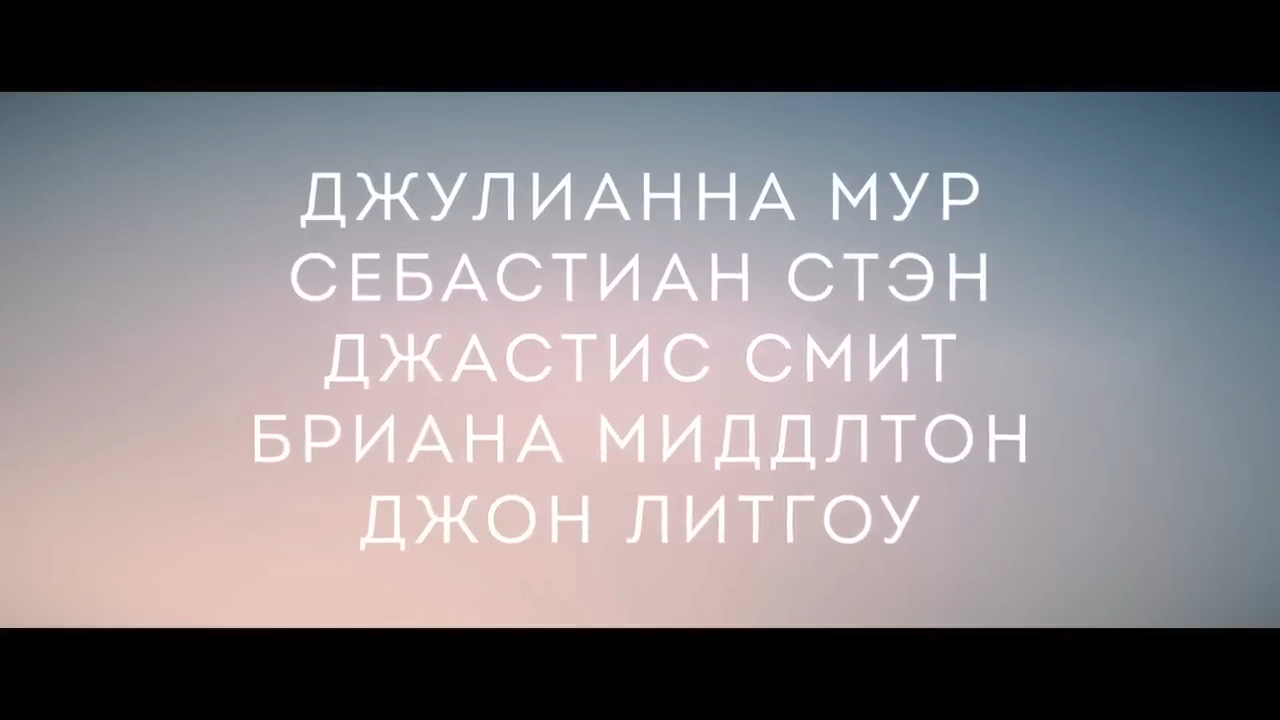 ДЖУЛИАННА МУР
СЕБАСТИАН СТЭН
ДЖАСТИС СМИТ
БРИАНА МИДДЛТОН
ДЖОН ЛИТГОУ